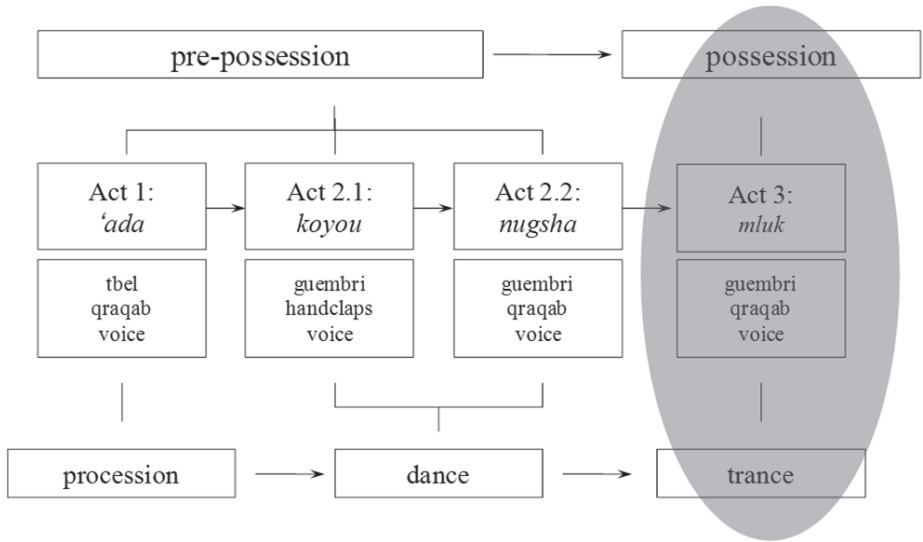 pre-possession
possession
Act 1:
ʻada
Act 2.1:
koyou
Act 2.2:
nugsha
Act 3:
mluk
tbel
qraqab
voice
guembri
handclaps
voice
guembri
qraqab
voice
guembri
qraqab
voice
procession
dance
trance